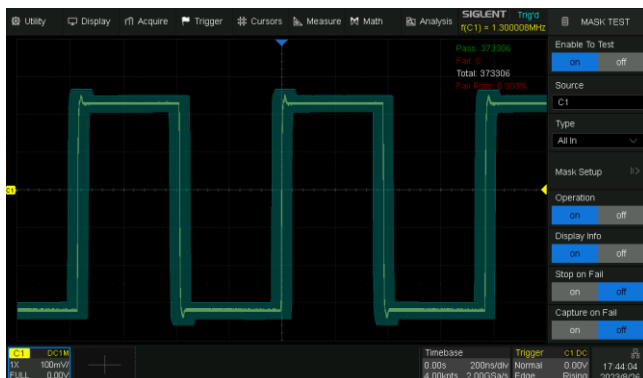 Utility Display Acquire Trigger Cursors Measure Math Analysis
SIGLENT Trig'd
f(C1) = 1.300008MHz
MASK TEST
Pass: 373306
Fail: 0
Total: 373306
Fail Rate: 0.000%
Enable To Test
on off
Source
C1
Type
All In
Mask Setup
Operation
on off
Display Info
on off
Stop on Fail
on off
Capture on Fail
on off
C1
C1 DC1M
1X 100mV/
FULL 0.00V
Timebase
0.00s 200ns/div
4.00kpts 2.00GSa/s
Trigger C1 DC
Normal 0.00V
Edge Rising
17:44:04
2023/8/26